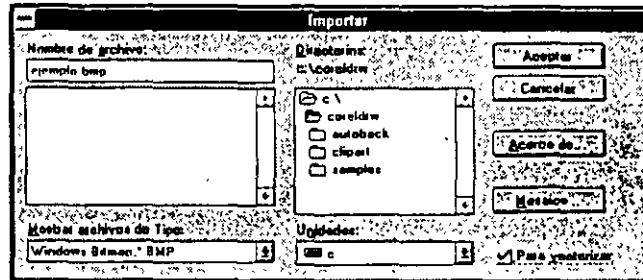 Importar
Nombre de archivo:
ejemplo.bmp
Directorios:
c:\coreldrw
c:\
coreldrw
autoback
clipart
samples
Aceptar
Cancelar
Acerca de...
Mosaico
Mostrar archivos de Tipo:
Windows Bitmap,*.BMP
Unidades:
c
Para vectorizar